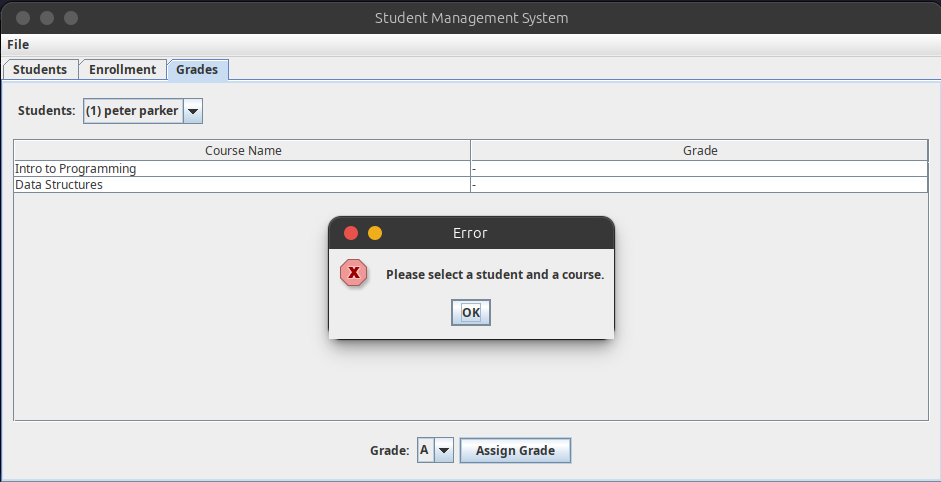 Student Management System
File
Students Enrollment Grades
Students: (1) peter parker
Course Name Grade
Intro to Programming -
Data Structures -
Error
X Please select a student and a course.
OK
Grade: A Assign Grade